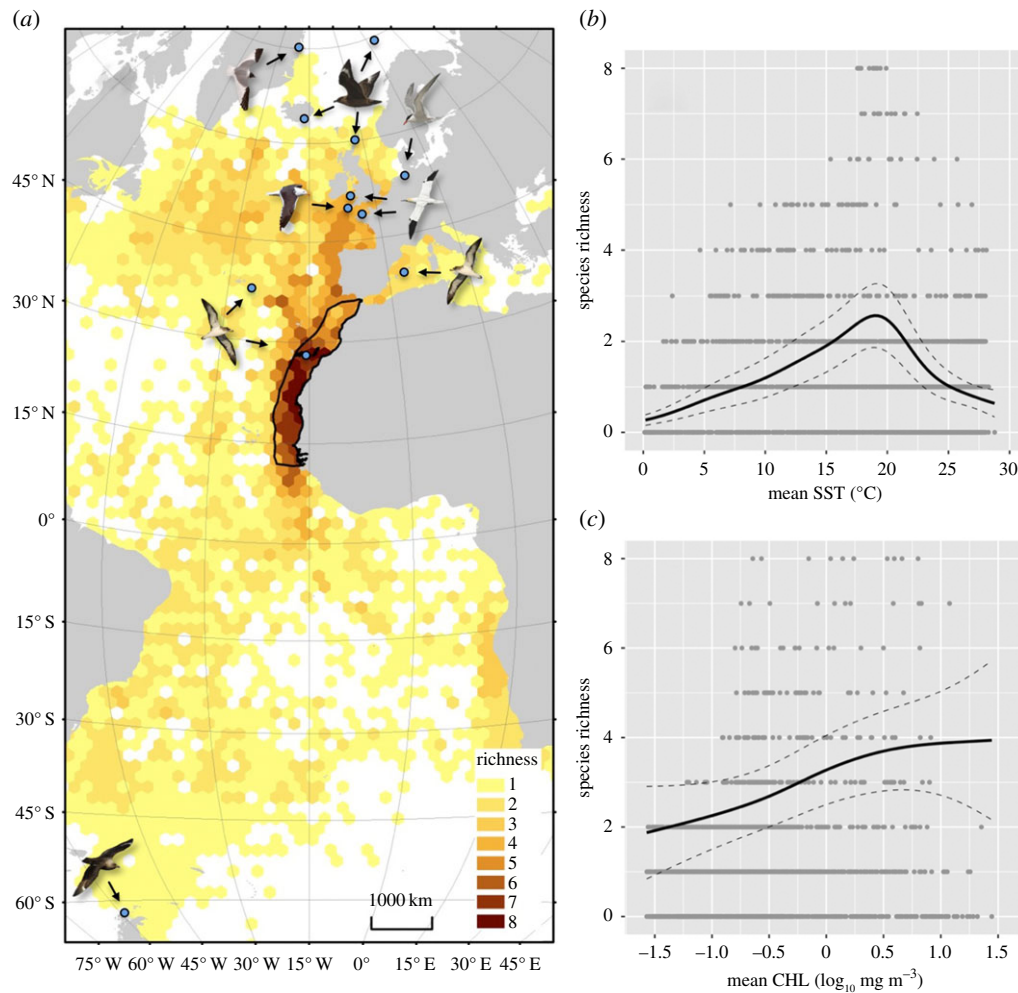 (a)
45° N
30° N
15° N
0°
15° S
30° S
45° S
60° S
75° W 60° W 45° W 30° W 15° W 0° 15° E 30° E 45° E
richness
1
2
3
4
5
6
7
8
1000 km
(b)
species richness
8
6
4
2
0
0 5 10 15 20 25 30
mean SST (°C)
(c)
species richness
8
6
4
2
0
−1.5 −1.0 −0.5 0 0.5 1.0 1.5
mean CHL (log10 mg m−3)